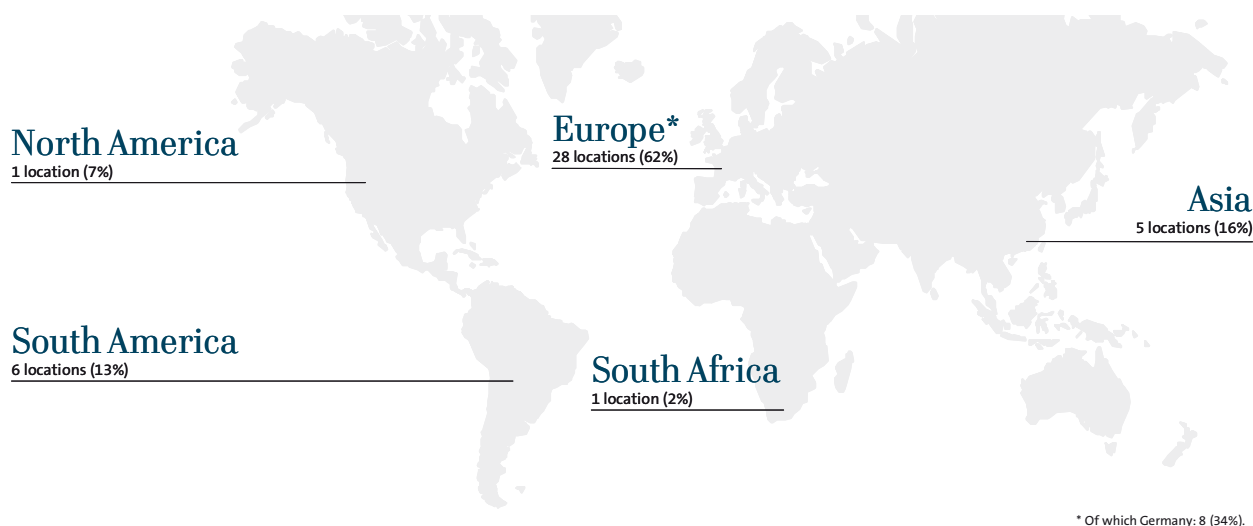 North America
1 location (7%)
Europe*
28 locations (62%)
Asia
5 locations (16%)
South America
6 locations (13%)
South Africa
1 location (2%)
* Of which Germany: 8 (34%).